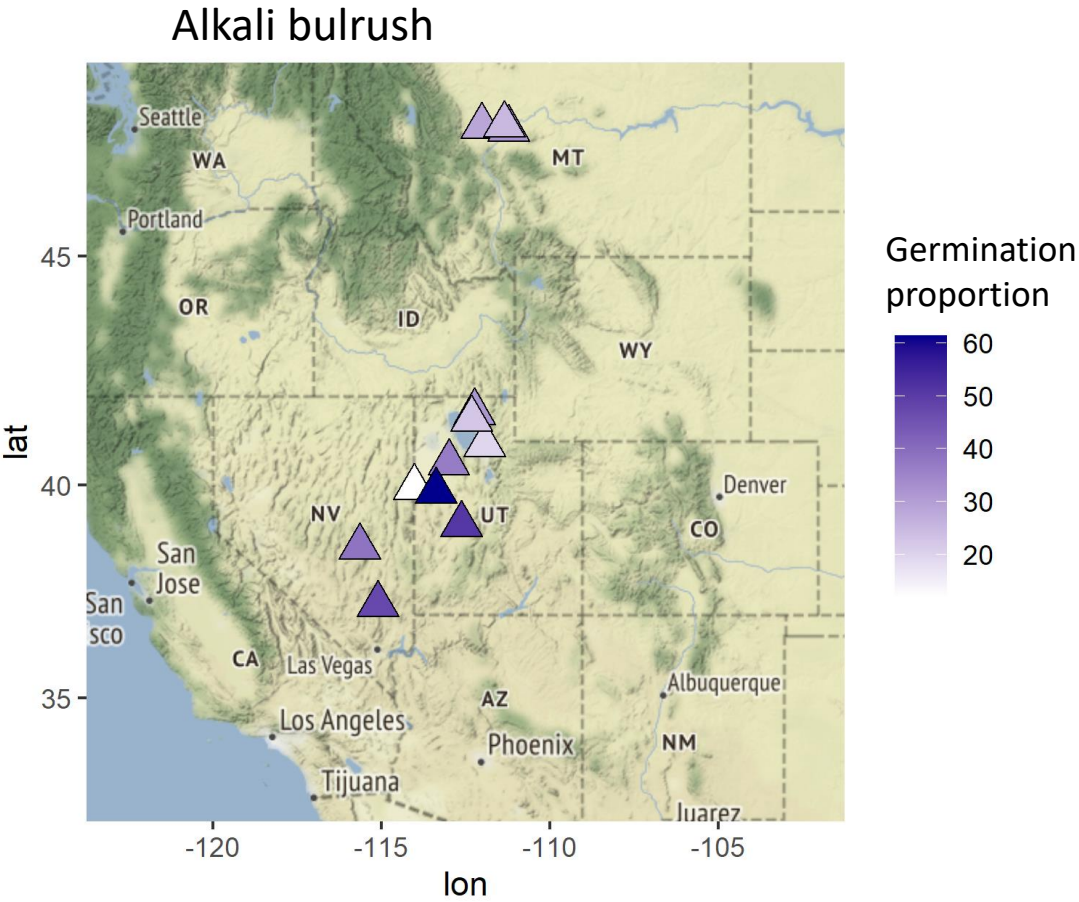 Alkali bulrush
Seattle
WA
MT
Portland
45
OR
ID
WY
Germination
proportion
60
50
40
30
20
lat
40
Denver
NV
UT
CO
San
Jose
San
sco
CA
Las Vegas
Albuquerque
35
AZ
Los Angeles
Phoenix
NM
Tijuana
Juarez
-120
-115
-110
-105
lon